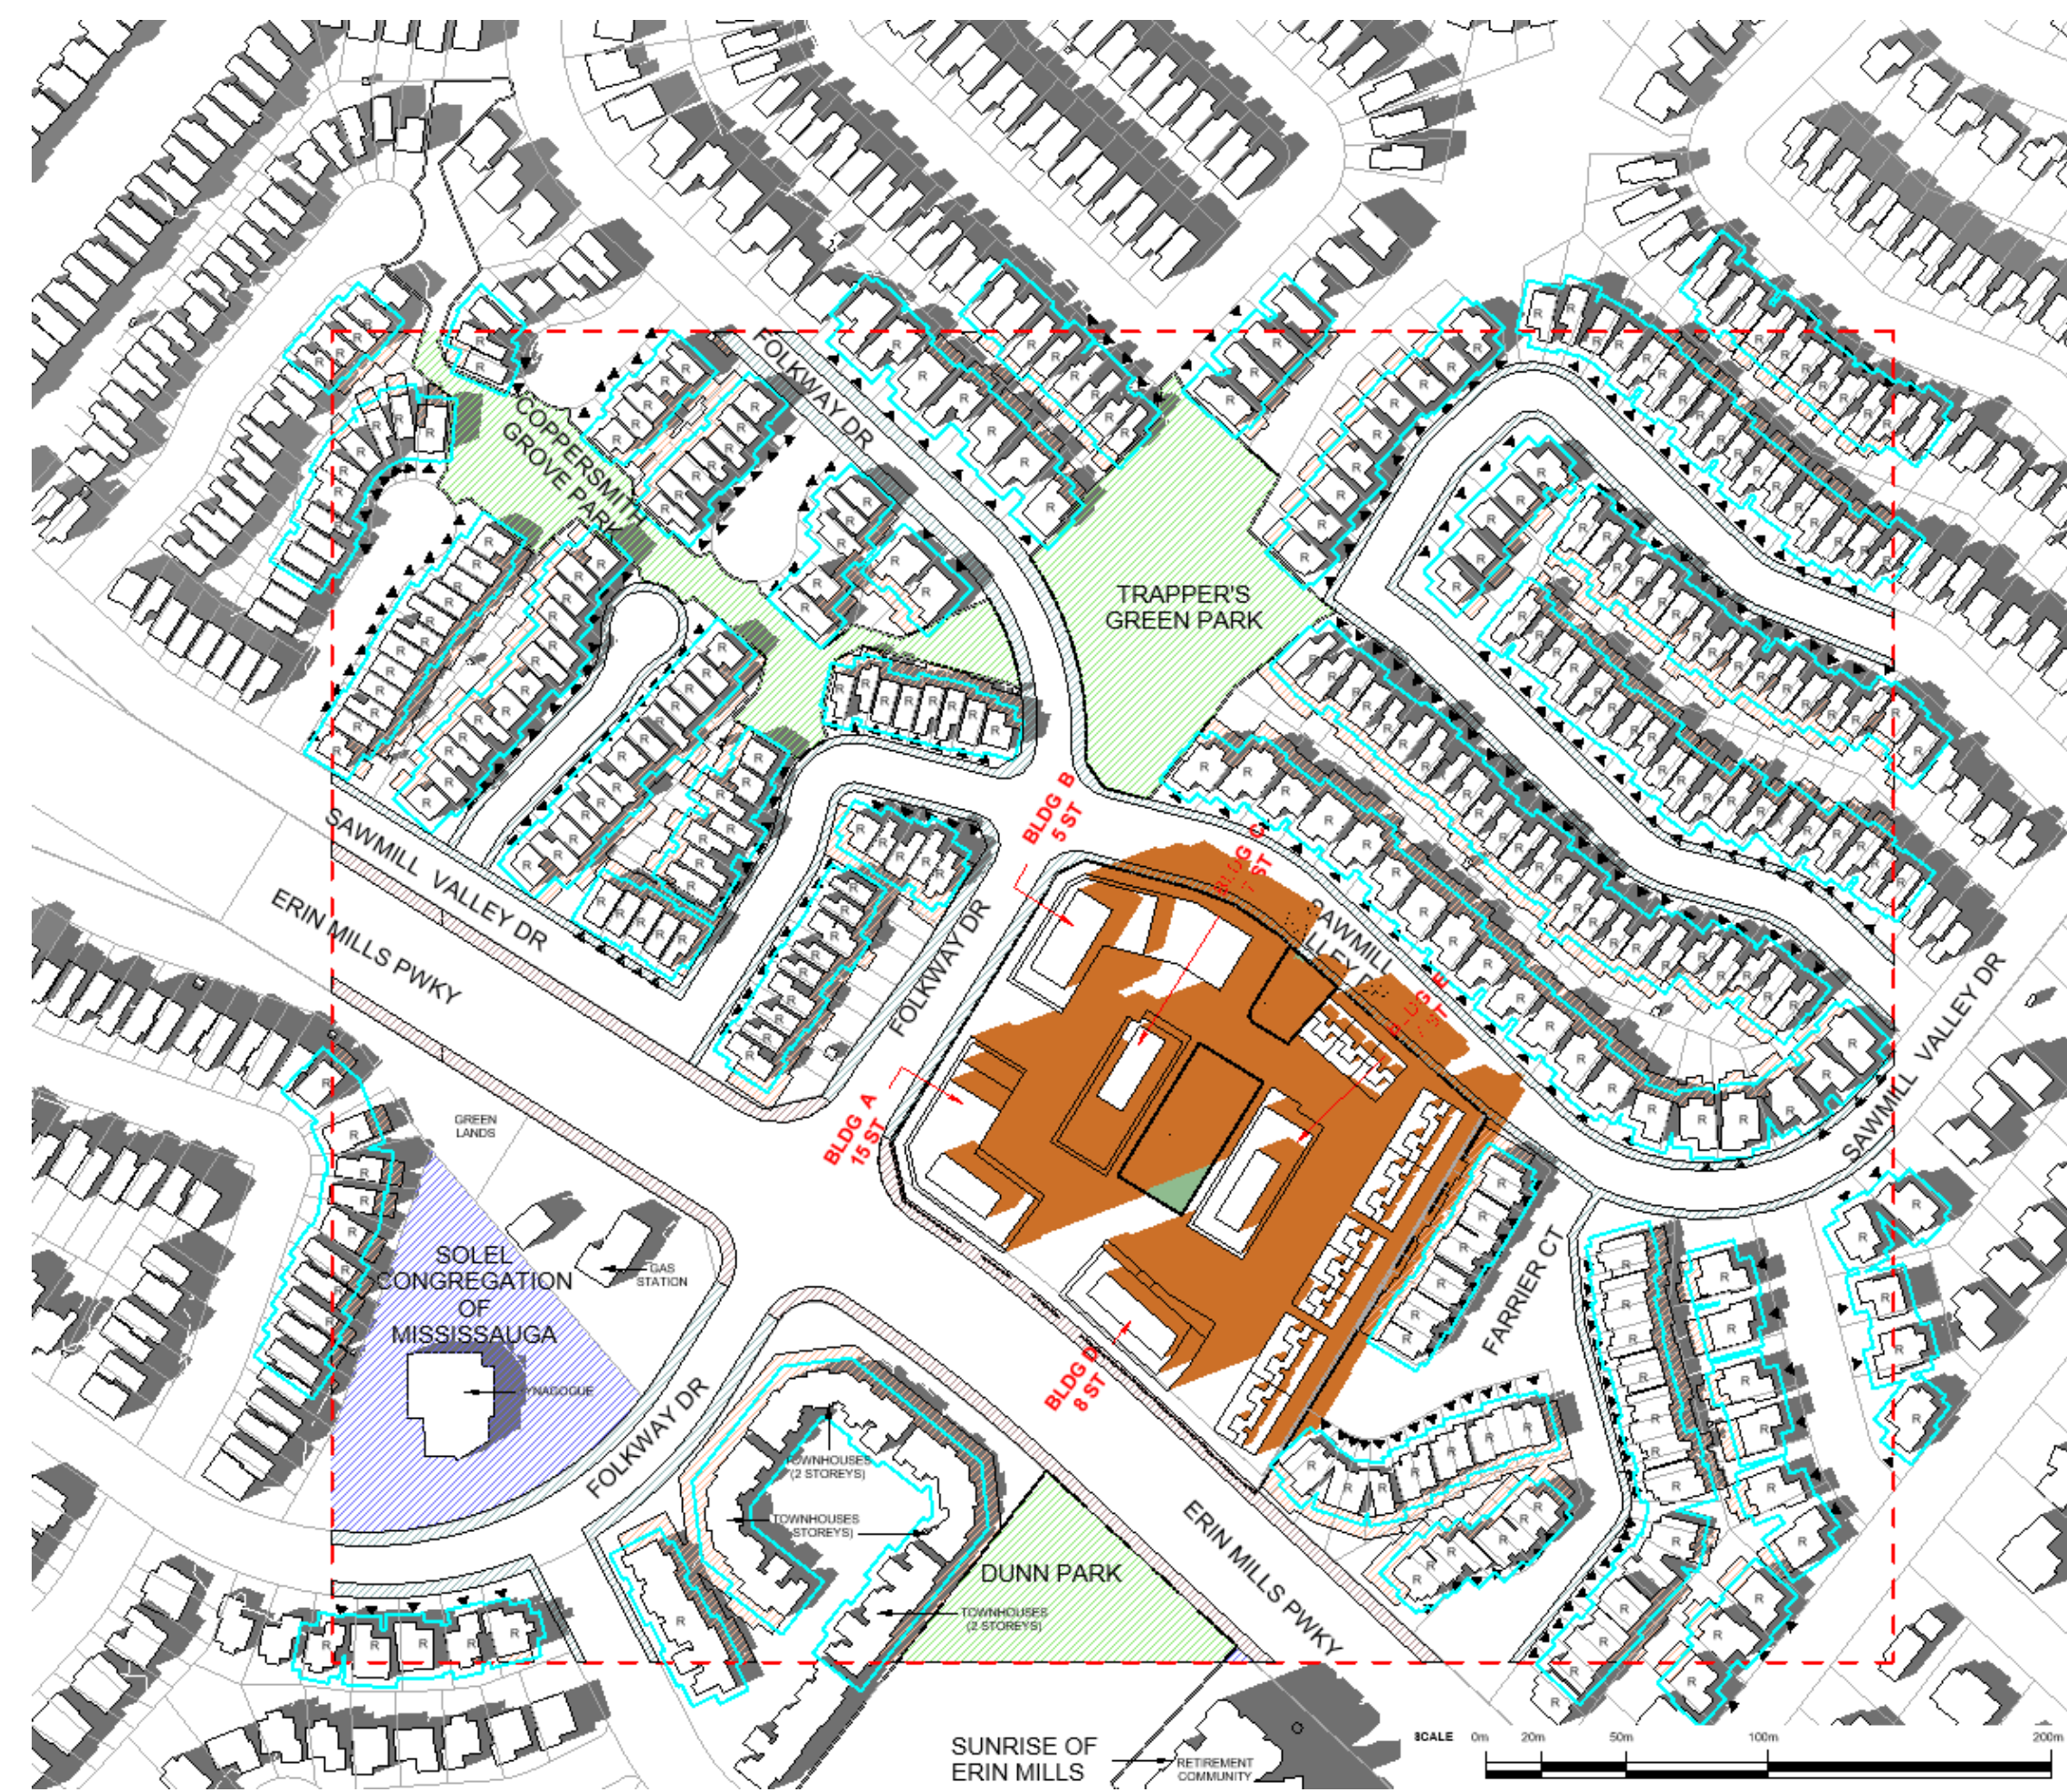 FOLKWAY DR
COPPERSMITH
GROVE PARK
TRAPPER'S
GREEN PARK
BLDG B
5 ST
SAWMILL VALLEY DR
ERIN MILLS PWKY
FOLKWAY DR
SAWMILL
BLDG A
15 ST
SAWMILL VALLEY DR
GREEN
LANDS
SOLEL
CONGREGATION
OF
MISSISSAUGA
GAS
STATION
FARRIER CT
BLDG D
8 ST
FOLKWAY DR
TOWNHOUSES
(2 STOREYS)
TOWNHOUSES
STOREYS)
DUNN PARK
TOWNHOUSES
(2 STOREYS)
ERIN MILLS PWKY
SUNRISE OF
ERIN MILLS
RETIREMENT
COMMUNITY
SCALE 0m 20m 50m 100m 200m